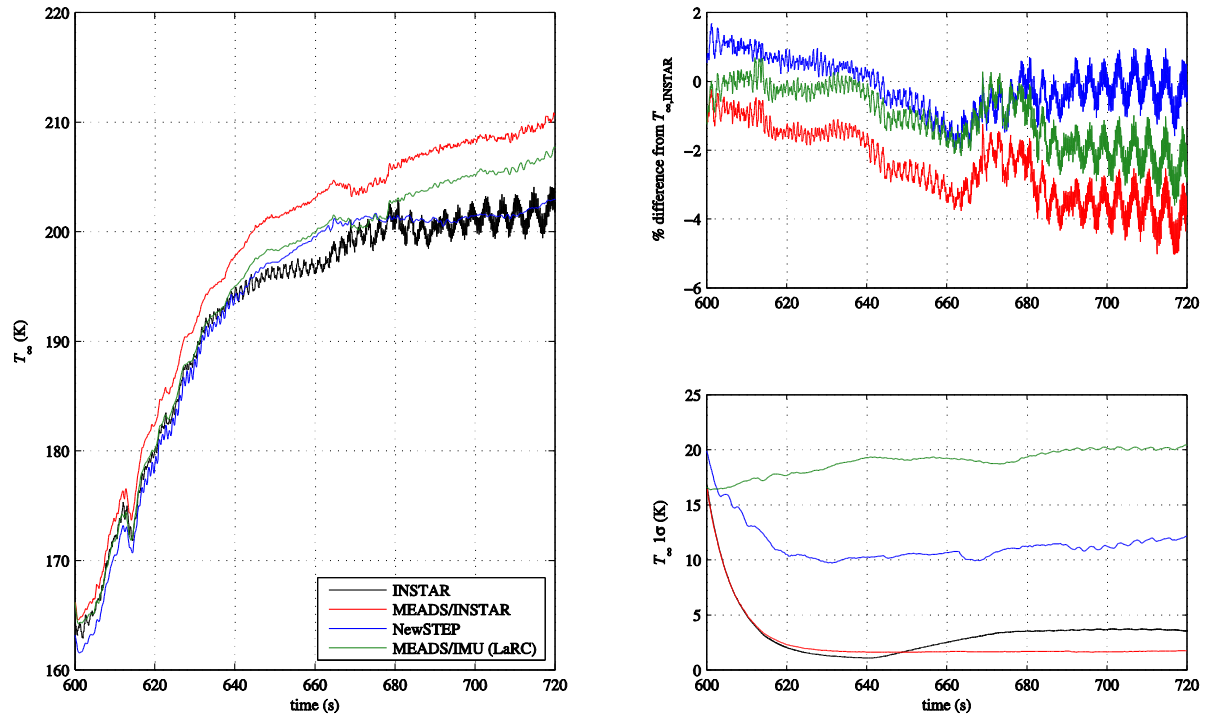 220
210
200
190
180
170
160
T∞ (K)
600 620 640 660 680 700 720
time (s)
INSTAR
MEADS/INSTAR
NewSTEP
MEADS/IMU (LaRC)
2
0
−2
−4
−6
% difference from T∞,INSTAR
600 620 640 660 680 700 720
25
20
15
10
5
0
T∞ 1σ (K)
600 620 640 660 680 700 720
time (s)